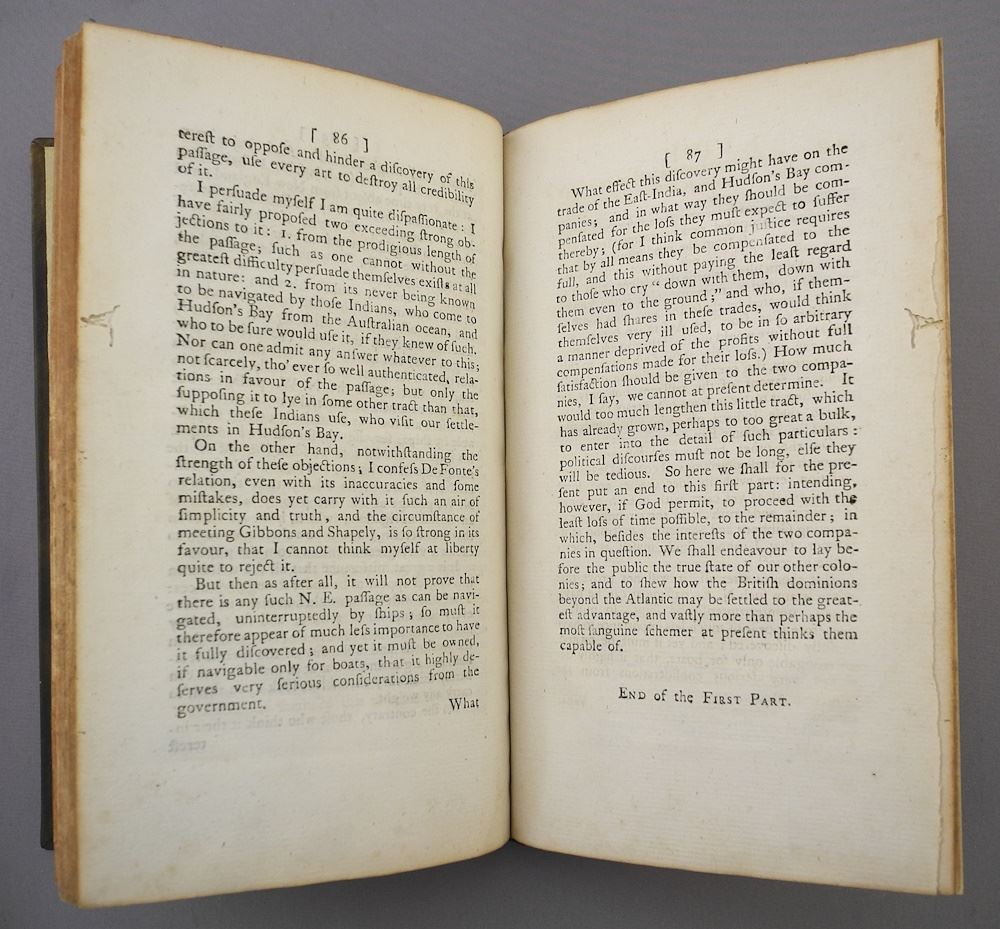 [ 86 ]
tereſt to oppoſe and hinder a diſcovery of this
paſſage, uſe every art to deſtroy all credibility
of it.
I perſuade myſelf I am quite diſpaſſionate: I
have fairly propoſed two exceeding ſtrong ob-
jections to it: 1. from the prodigious length of
the paſſage; ſuch as one cannot without the
greateſt difficulty perſuade themſelves exiſts at all
in nature: and 2. from its never being known
to be navigated by thoſe Indians, who come to
Hudſon's Bay from the Auſtralian ocean, and
who to be ſure would uſe it, if they knew of ſuch.
Nor can one admit any anſwer whatever to this;
not ſcarcely, tho' ever ſo well authenticated, rela-
tions in favour of the paſſage; but only the
ſuppoſing it to lye in ſome other tract than that,
which theſe Indians uſe, who viſit our ſettle-
ments in Hudſon's Bay.
On the other hand, notwithſtanding the
ſtrength of theſe objections; I confeſs De Fonte's
relation, even with its inaccuracies and ſome
miſtakes, does yet carry with it ſuch an air of
ſimplicity and truth, and the circumſtance of
meeting Gibbons and Shapely, is ſo ſtrong in its
favour, that I cannot think myſelf at liberty
quite to reject it.
But then as after all, it will not prove that
there is any ſuch N. E. paſſage as can be navi-
gated, uninterruptedly by ſhips; ſo muſt it
therefore appear of much leſs importance to have
it fully diſcovered; and yet it muſt be owned,
if navigable only for boats, that it highly de-
ſerves very ſerious conſiderations from the
government.
What
[ 87 ]
What effect this diſcovery might have on the
trade of the Eaſt-India, and Hudſon's Bay com-
panies; and in what way they ſhould be com-
penſated for the loſs they muſt expect to ſuffer
thereby; (for I think common juſtice requires
that by all means they be compenſated to the
full, and this without paying the leaſt regard
to thoſe who cry “ down with them, down with
them even to the ground;” and who, if them-
ſelves had ſhares in theſe trades, would think
themſelves very ill uſed, to be in ſo arbitrary
a manner deprived of the profits without full
compenſations made for their loſs.) How much
ſatisfaction ſhould be given to the two compa-
nies, I ſay, we cannot at preſent determine. It
would too much lengthen this little tract, which
has already grown, perhaps to too great a bulk,
to enter into the detail of ſuch particulars:
political diſcourſes muſt not be long, elſe they
will be tedious. So here we ſhall for the pre-
ſent put an end to this firſt part: intending,
however, if God permit, to proceed with the
leaſt loſs of time poſſible, to the remainder; in
which, beſides the intereſts of the two compa-
nies in queſtion. We ſhall endeavour to lay be-
fore the public the true ſtate of our other colo-
nies; and to ſhew how the Britiſh dominions
beyond the Atlantic may be ſettled to the great-
eſt advantage, and vaſtly more than perhaps the
moſt ſanguine ſchemer at preſent thinks them
capable of.
END of the FIRST PART.